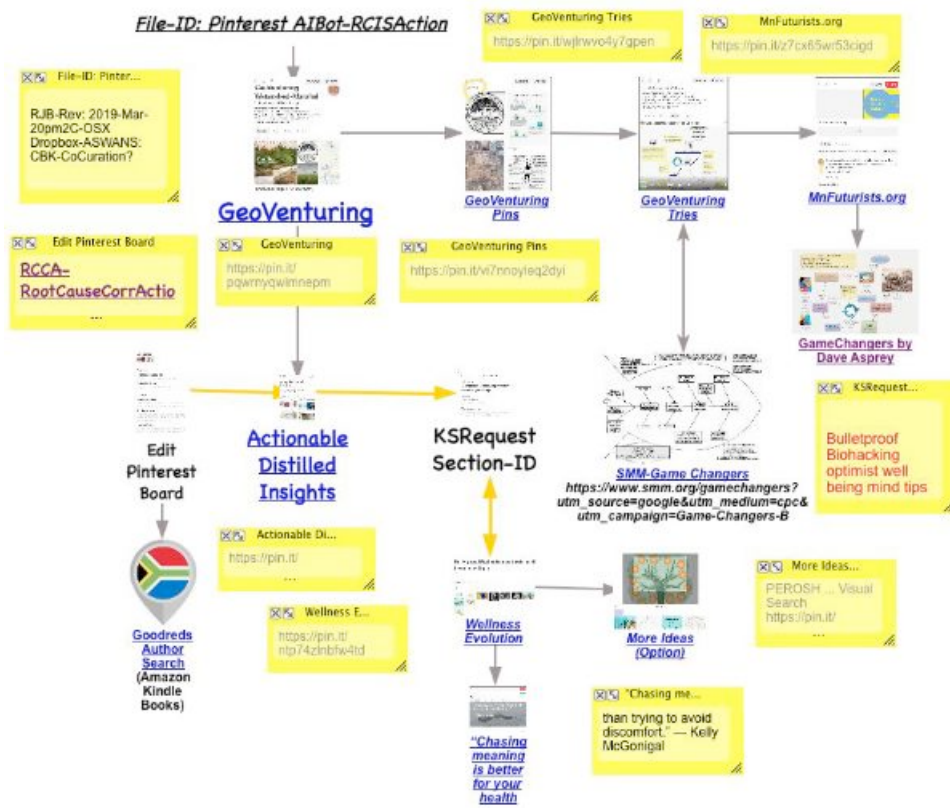 File-ID: Pinterest AIBot-RCISAction
GeoVenturing Tries
https://pin.it/wjlrwvo4y7gpen
MnFuturists.org
https://pin.it/z7cx65wr53cigd
File-ID: Pinter...
RJB-Rev: 2019-Mar-
20pm2C-OSX
Dropbox-ASWANS:
CBK-CoCuration?
GeoVenturing
GeoVenturing
Pins
GeoVenturing
Tries
MnFuturists.org
Edit Pinterest Board
RCCA-
RootCauseCorrActio
...
GeoVenturing
https://pin.it/
pqwrnyqwimnepm
GeoVenturing Pins
https://pin.it/vi7nnoyleq2dyi
GameChangers by
Dave Asprey
KSRequest...
Bulletproof
Biohacking
optimist well
being mind tips
Edit
Pinterest
Board
Actionable
Distilled
Insights
KSRequest
Section-ID
SMM-Game Changers
https://www.smm.org/gamechangers?
utm_source=google&utm_medium=cpc&
utm_campaign=Game-Changers-B
Actionable Di...
https://pin.it/
...
Wellness E...
https://pin.it/
ntp74zlnbfw4td
Goodreds
Author
Search
(Amazon
Kindle
Books)
Wellness
Evolution
More Ideas
(Option)
More Ideas...
PEROSH ... Visual
Search
https://pin.it/
...
"Chasing me...
than trying to avoid
discomfort." — Kelly
McGonigal
"Chasing
meaning
is better
for your
health